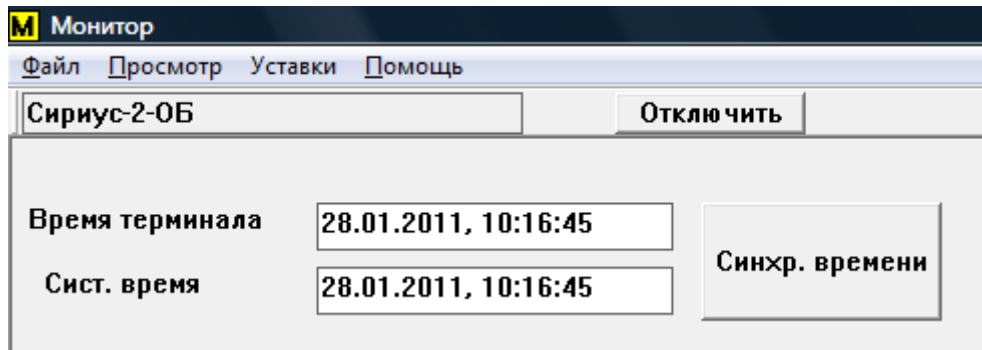 M Монитор
Файл Просмотр Уставки Помощь
Сириус-2-ОБ Отключить
Время терминала 28.01.2011, 10:16:45
Синхр. времени
Сист. время 28.01.2011, 10:16:45